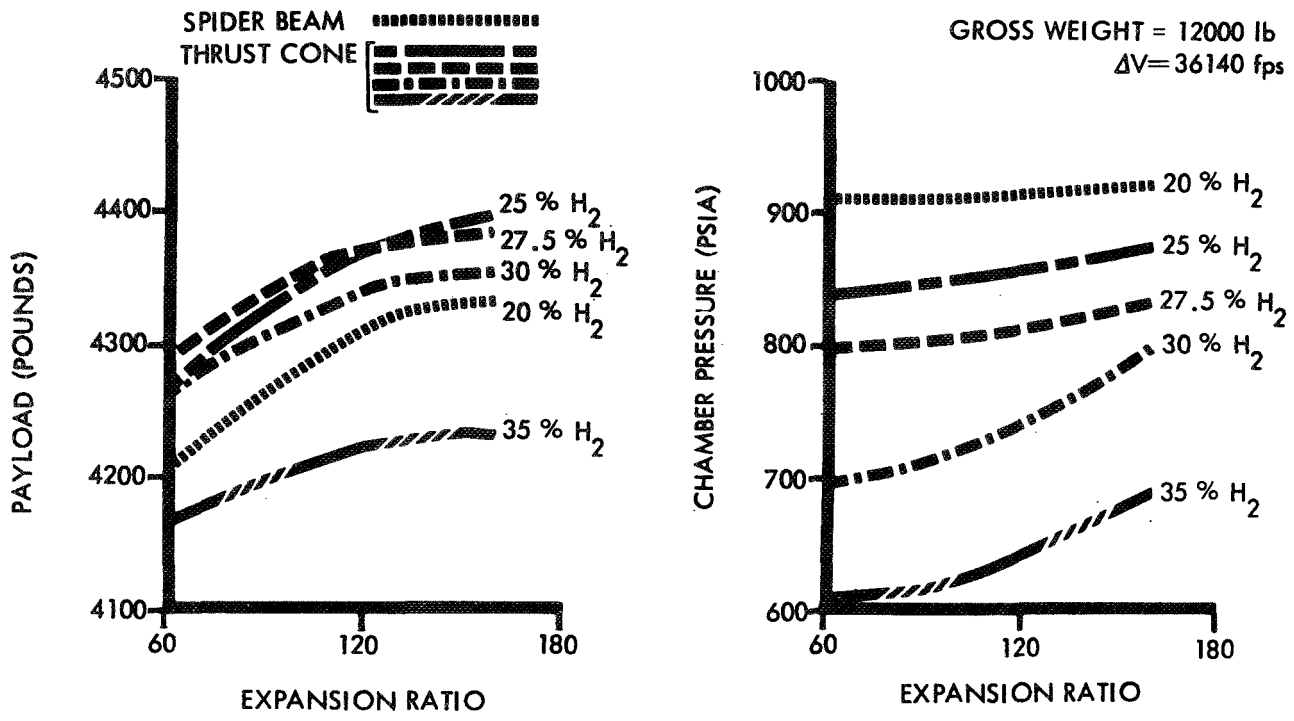 SPIDER BEAM
THRUST CONE
GROSS WEIGHT = 12000 lb
ΔV=36140 fps
4500
4400
4300
4200
4100
60
120
180
PAYLOAD (POUNDS)
EXPANSION RATIO
25 % H2
27.5 % H2
30 % H2
20 % H2
35 % H2
1000
900
800
700
600
60
120
180
CHAMBER PRESSURE (PSIA)
EXPANSION RATIO
20 % H2
25 % H2
27.5 % H2
30 % H2
35 % H2